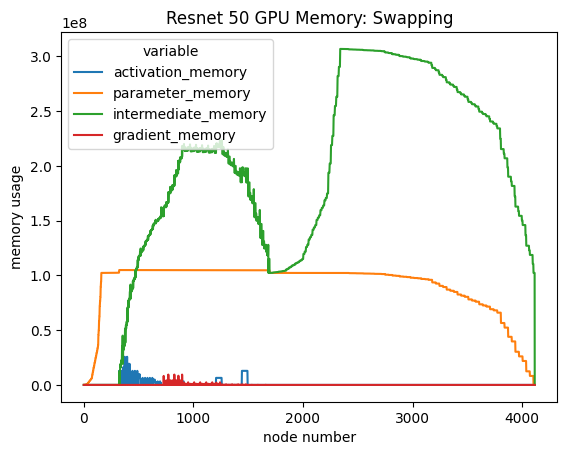 Resnet 50 GPU Memory: Swapping
1e8
variable
activation_memory
parameter_memory
intermediate_memory
gradient_memory
3.0
2.5
2.0
1.5
1.0
0.5
0.0
memory usage
0 1000 2000 3000 4000
node number